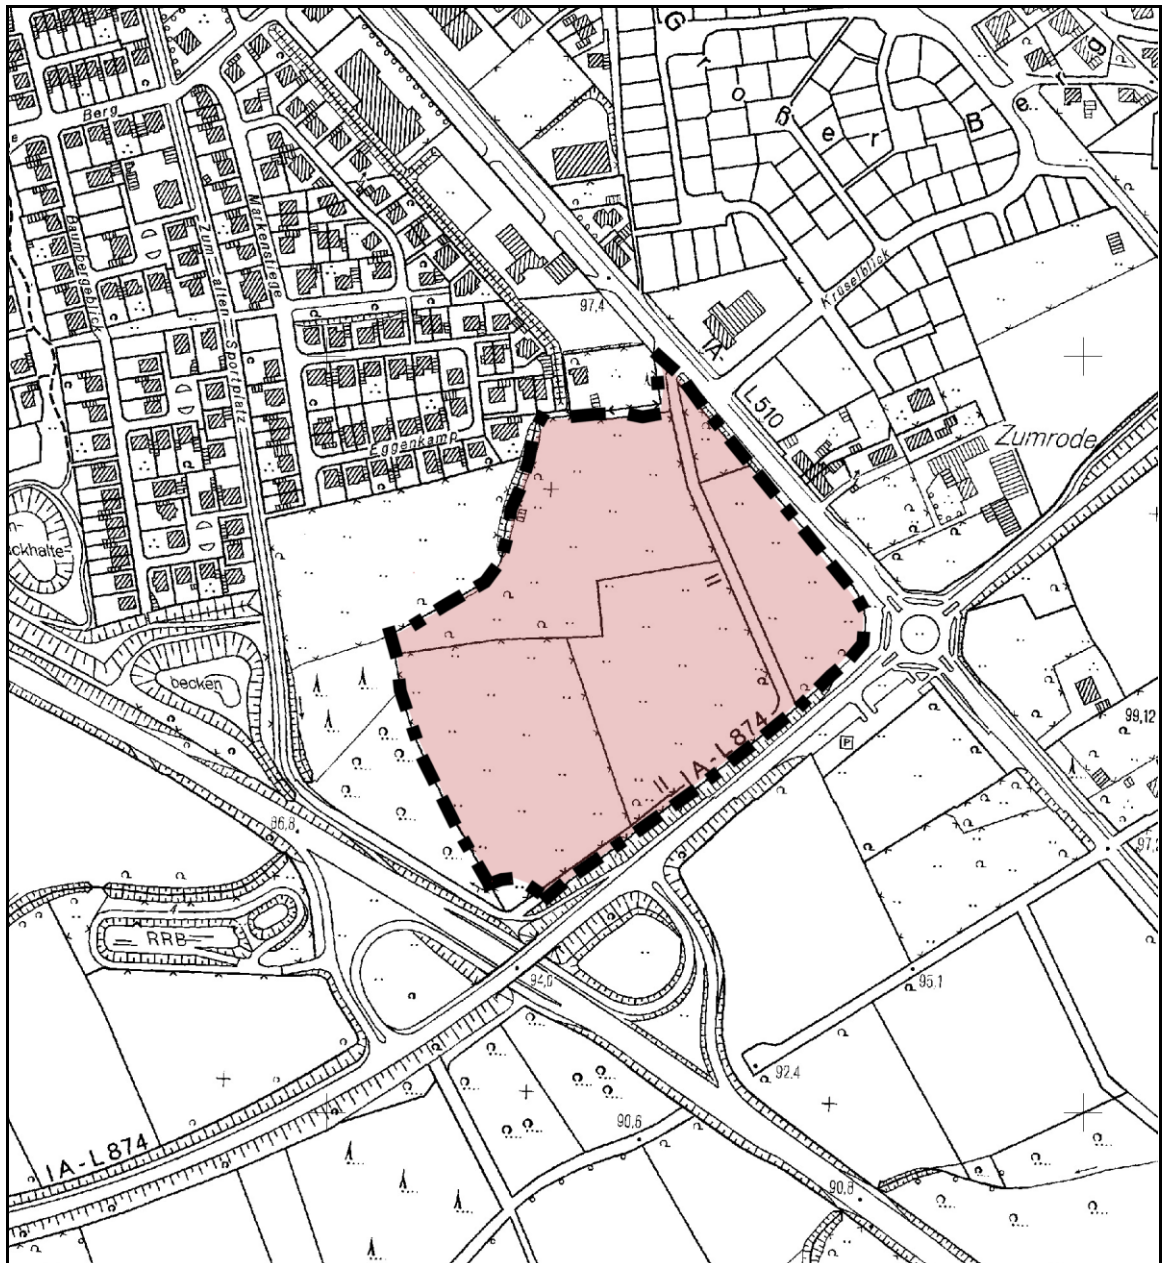 Berg
Baumbergeblick
Zum alten Sportplatz
Markenstiege
Eggenkamp
Großer Berg
Krüselblick
97,4
L510
Zumrode
IA-L874
P
99,12
97,
becken
96,8
RRB
94,0
95,1
92,4
90,6
90,8
IA-L874